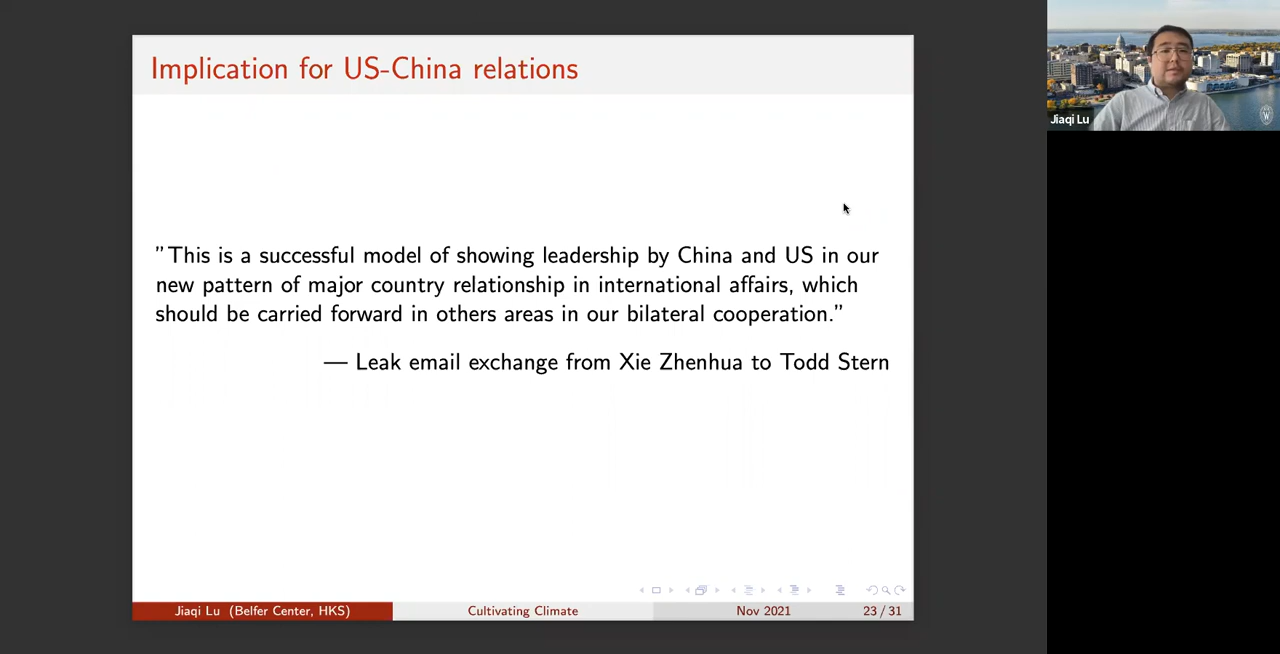 Implication for US-China relations
"This is a successful model of showing leadership by China and US in our
new pattern of major country relationship in international affairs, which
should be carried forward in others areas in our bilateral cooperation."
— Leak email exchange from Xie Zhenhua to Todd Stern
Jiaqi Lu (Belfer Center, HKS) Cultivating Climate Nov 2021 23 / 31
Jiaqi Lu
W